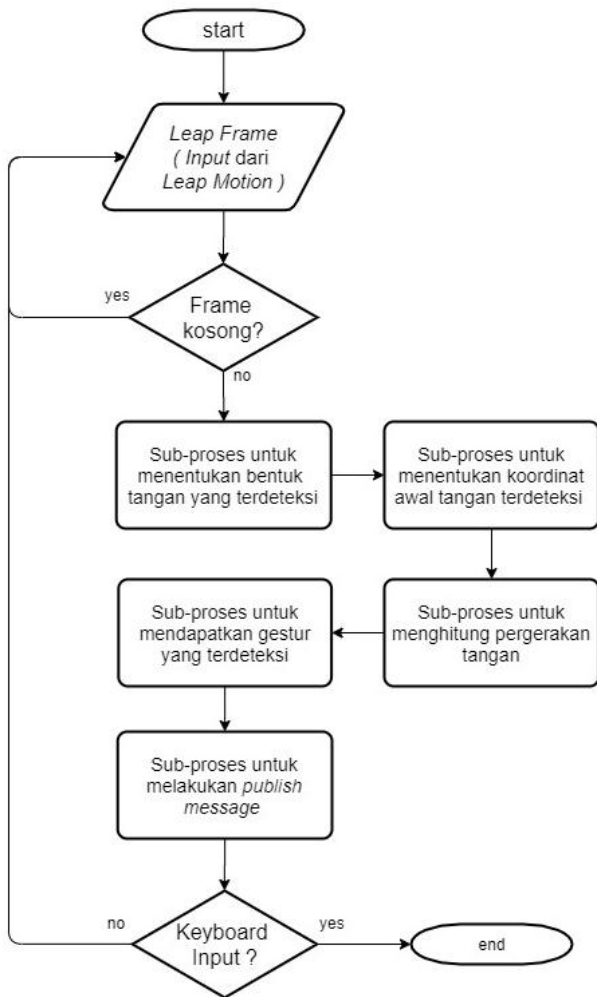 start
Leap Frame
( Input dari
Leap Motion )
yes
Frame
kosong?
no
Sub-proses untuk
menentukan bentuk
tangan yang terdeteksi
Sub-proses untuk
menentukan koordinat
awal tangan terdeteksi
Sub-proses untuk
menghitung pergerakan
tangan
Sub-proses untuk
mendapatkan gestur
yang terdeteksi
Sub-proses untuk
melakukan publish
message
no
Keyboard
Input ?
yes
end